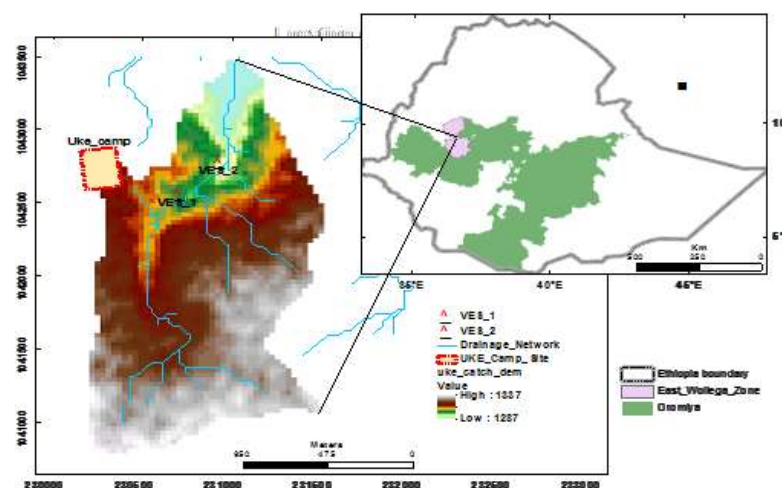 Uke_camp
VES_2
VES_1
VES_1
VES_2
Drainage_Network
UKE_Camp_Site
uke_catch_dem
Value
High : 1337
Low : 1287
Meters
950 475 0
1043500
1043000
1042500
1042000
1041500
1041000
230000 230500 231000 231500 232000 232500 233000
Km
500 250 0
35°E 40°E 45°E
10°
5°
Ethiopia boundary
East_Wollega_Zone
Oromiya